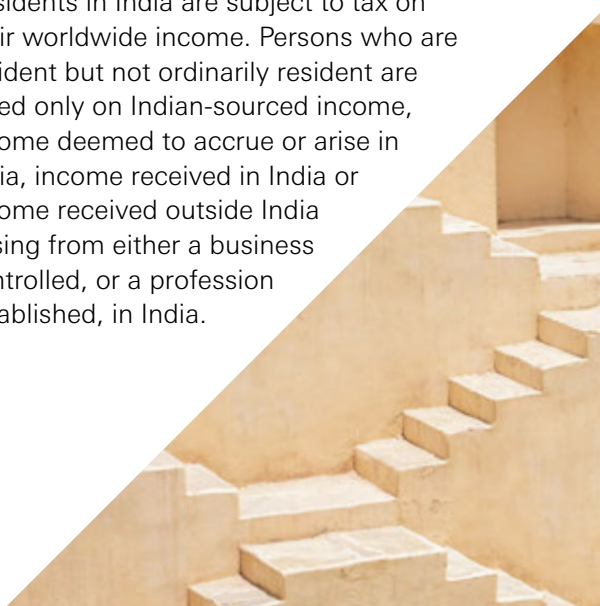 sidents in India are subject to tax on
ir worldwide income. Persons who are
ident but not ordinarily resident are
ed only on Indian-sourced income,
ome deemed to accrue or arise in
ia, income received in India or
ome received outside India
sing from either a business
ntrolled, or a profession
ablished, in India.